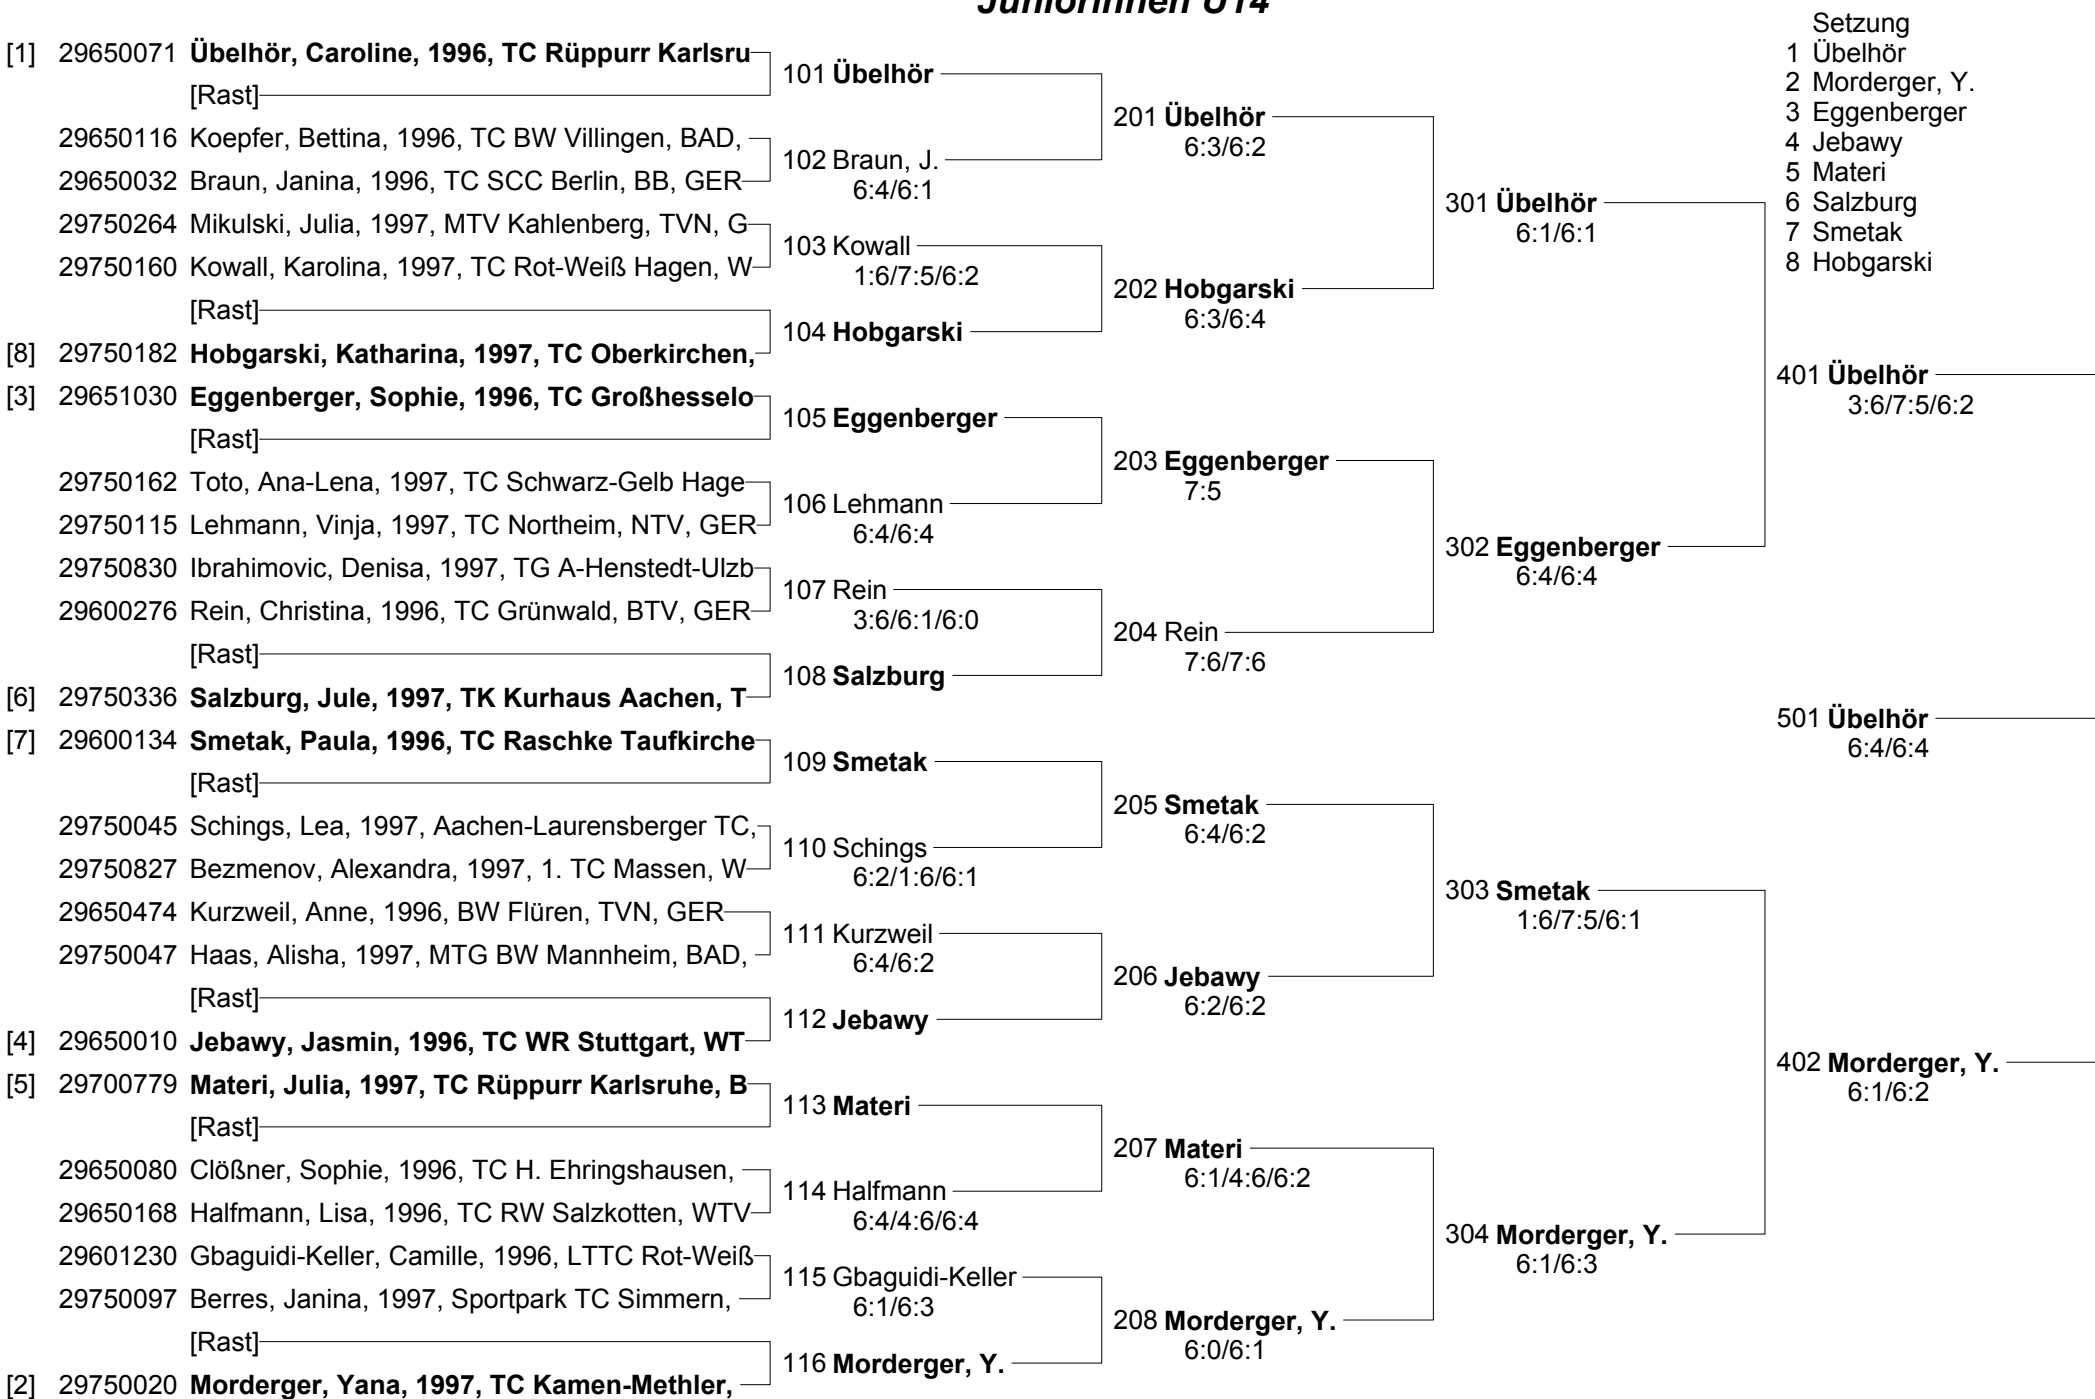 Juniorinnen U14
Setzung
1 Übelhör
2 Morderger, Y.
3 Eggenberger
4 Jebawy
5 Materi
6 Salzburg
7 Smetak
8 Hobgarski
[1] 29650071 Übelhör, Caroline, 1996, TC Rüppurr Karlsru
[Rast]
29650116 Koepfer, Bettina, 1996, TC BW Villingen, BAD,
29650032 Braun, Janina, 1996, TC SCC Berlin, BB, GER
29750264 Mikulski, Julia, 1997, MTV Kahlenberg, TVN, G
29750160 Kowall, Karolina, 1997, TC Rot-Weiß Hagen, W
[Rast]
[8] 29750182 Hobgarski, Katharina, 1997, TC Oberkirchen,
[3] 29651030 Eggenberger, Sophie, 1996, TC Großhesselo
[Rast]
29750162 Toto, Ana-Lena, 1997, TC Schwarz-Gelb Hage
29750115 Lehmann, Vinja, 1997, TC Northeim, NTV, GER
29750830 Ibrahimovic, Denisa, 1997, TG A-Henstedt-Ulzb
29600276 Rein, Christina, 1996, TC Grünwald, BTV, GER
[Rast]
[6] 29750336 Salzburg, Jule, 1997, TK Kurhaus Aachen, T
[7] 29600134 Smetak, Paula, 1996, TC Raschke Taufkirche
[Rast]
29750045 Schings, Lea, 1997, Aachen-Laurensberger TC,
29750827 Bezmenov, Alexandra, 1997, 1. TC Massen, W
29650474 Kurzweil, Anne, 1996, BW Flüren, TVN, GER
29750047 Haas, Alisha, 1997, MTG BW Mannheim, BAD,
[Rast]
[4] 29650010 Jebawy, Jasmin, 1996, TC WR Stuttgart, WT
[5] 29700779 Materi, Julia, 1997, TC Rüppurr Karlsruhe, B
[Rast]
29650080 Clößner, Sophie, 1996, TC H. Ehringshausen,
29650168 Halfmann, Lisa, 1996, TC RW Salzkotten, WTV
29601230 Gbaguidi-Keller, Camille, 1996, LTTC Rot-Weiß
29750097 Berres, Janina, 1997, Sportpark TC Simmern,
[Rast]
[2] 29750020 Morderger, Yana, 1997, TC Kamen-Methler,
101 Übelhör
102 Braun, J.
6:4/6:1
103 Kowall
1:6/7:5/6:2
104 Hobgarski
105 Eggenberger
106 Lehmann
6:4/6:4
107 Rein
3:6/6:1/6:0
108 Salzburg
109 Smetak
110 Schings
6:2/1:6/6:1
111 Kurzweil
6:4/6:2
112 Jebawy
113 Materi
114 Halfmann
6:4/4:6/6:4
115 Gbaguidi-Keller
6:1/6:3
116 Morderger, Y.
201 Übelhör
6:3/6:2
202 Hobgarski
6:3/6:4
203 Eggenberger
7:5
204 Rein
7:6/7:6
205 Smetak
6:4/6:2
206 Jebawy
6:2/6:2
207 Materi
6:1/4:6/6:2
208 Morderger, Y.
6:0/6:1
301 Übelhör
6:1/6:1
302 Eggenberger
6:4/6:4
303 Smetak
1:6/7:5/6:1
304 Morderger, Y.
6:1/6:3
401 Übelhör
3:6/7:5/6:2
501 Übelhör
6:4/6:4
402 Morderger, Y.
6:1/6:2